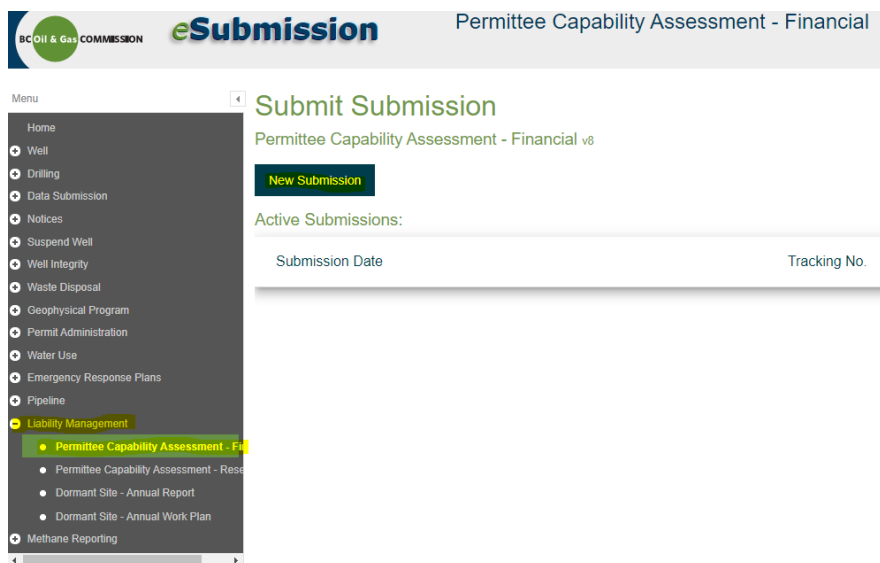 BC Oil & Gas COMMISSION
eSubmission
Permittee Capability Assessment - Financial
Menu
Home
Well
Drilling
Data Submission
Notices
Suspend Well
Well Integrity
Waste Disposal
Geophysical Program
Permit Administration
Water Use
Emergency Response Plans
Pipeline
Liability Management
Permittee Capability Assessment - Fin
Permittee Capability Assessment - Rese
Dormant Site - Annual Report
Dormant Site - Annual Work Plan
Methane Reporting
Submit Submission
Permittee Capability Assessment - Financial v8
New Submission
Active Submissions:
Submission Date
Tracking No.